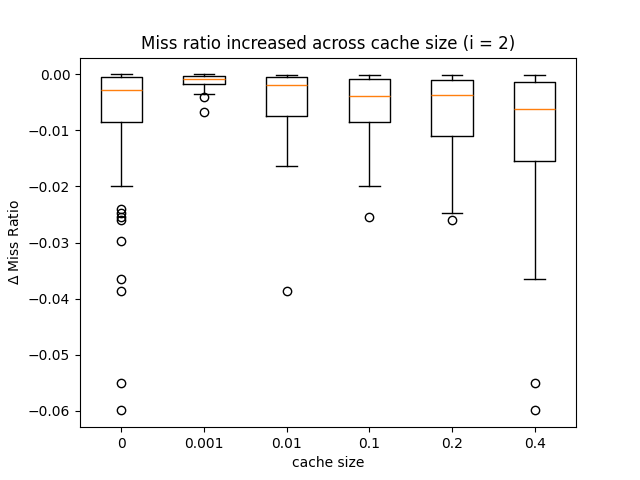 Miss ratio increased across cache size (i = 2)
Δ Miss Ratio
0.00
−0.01
−0.02
−0.03
−0.04
−0.05
−0.06
0 0.001 0.01 0.1 0.2 0.4
cache size